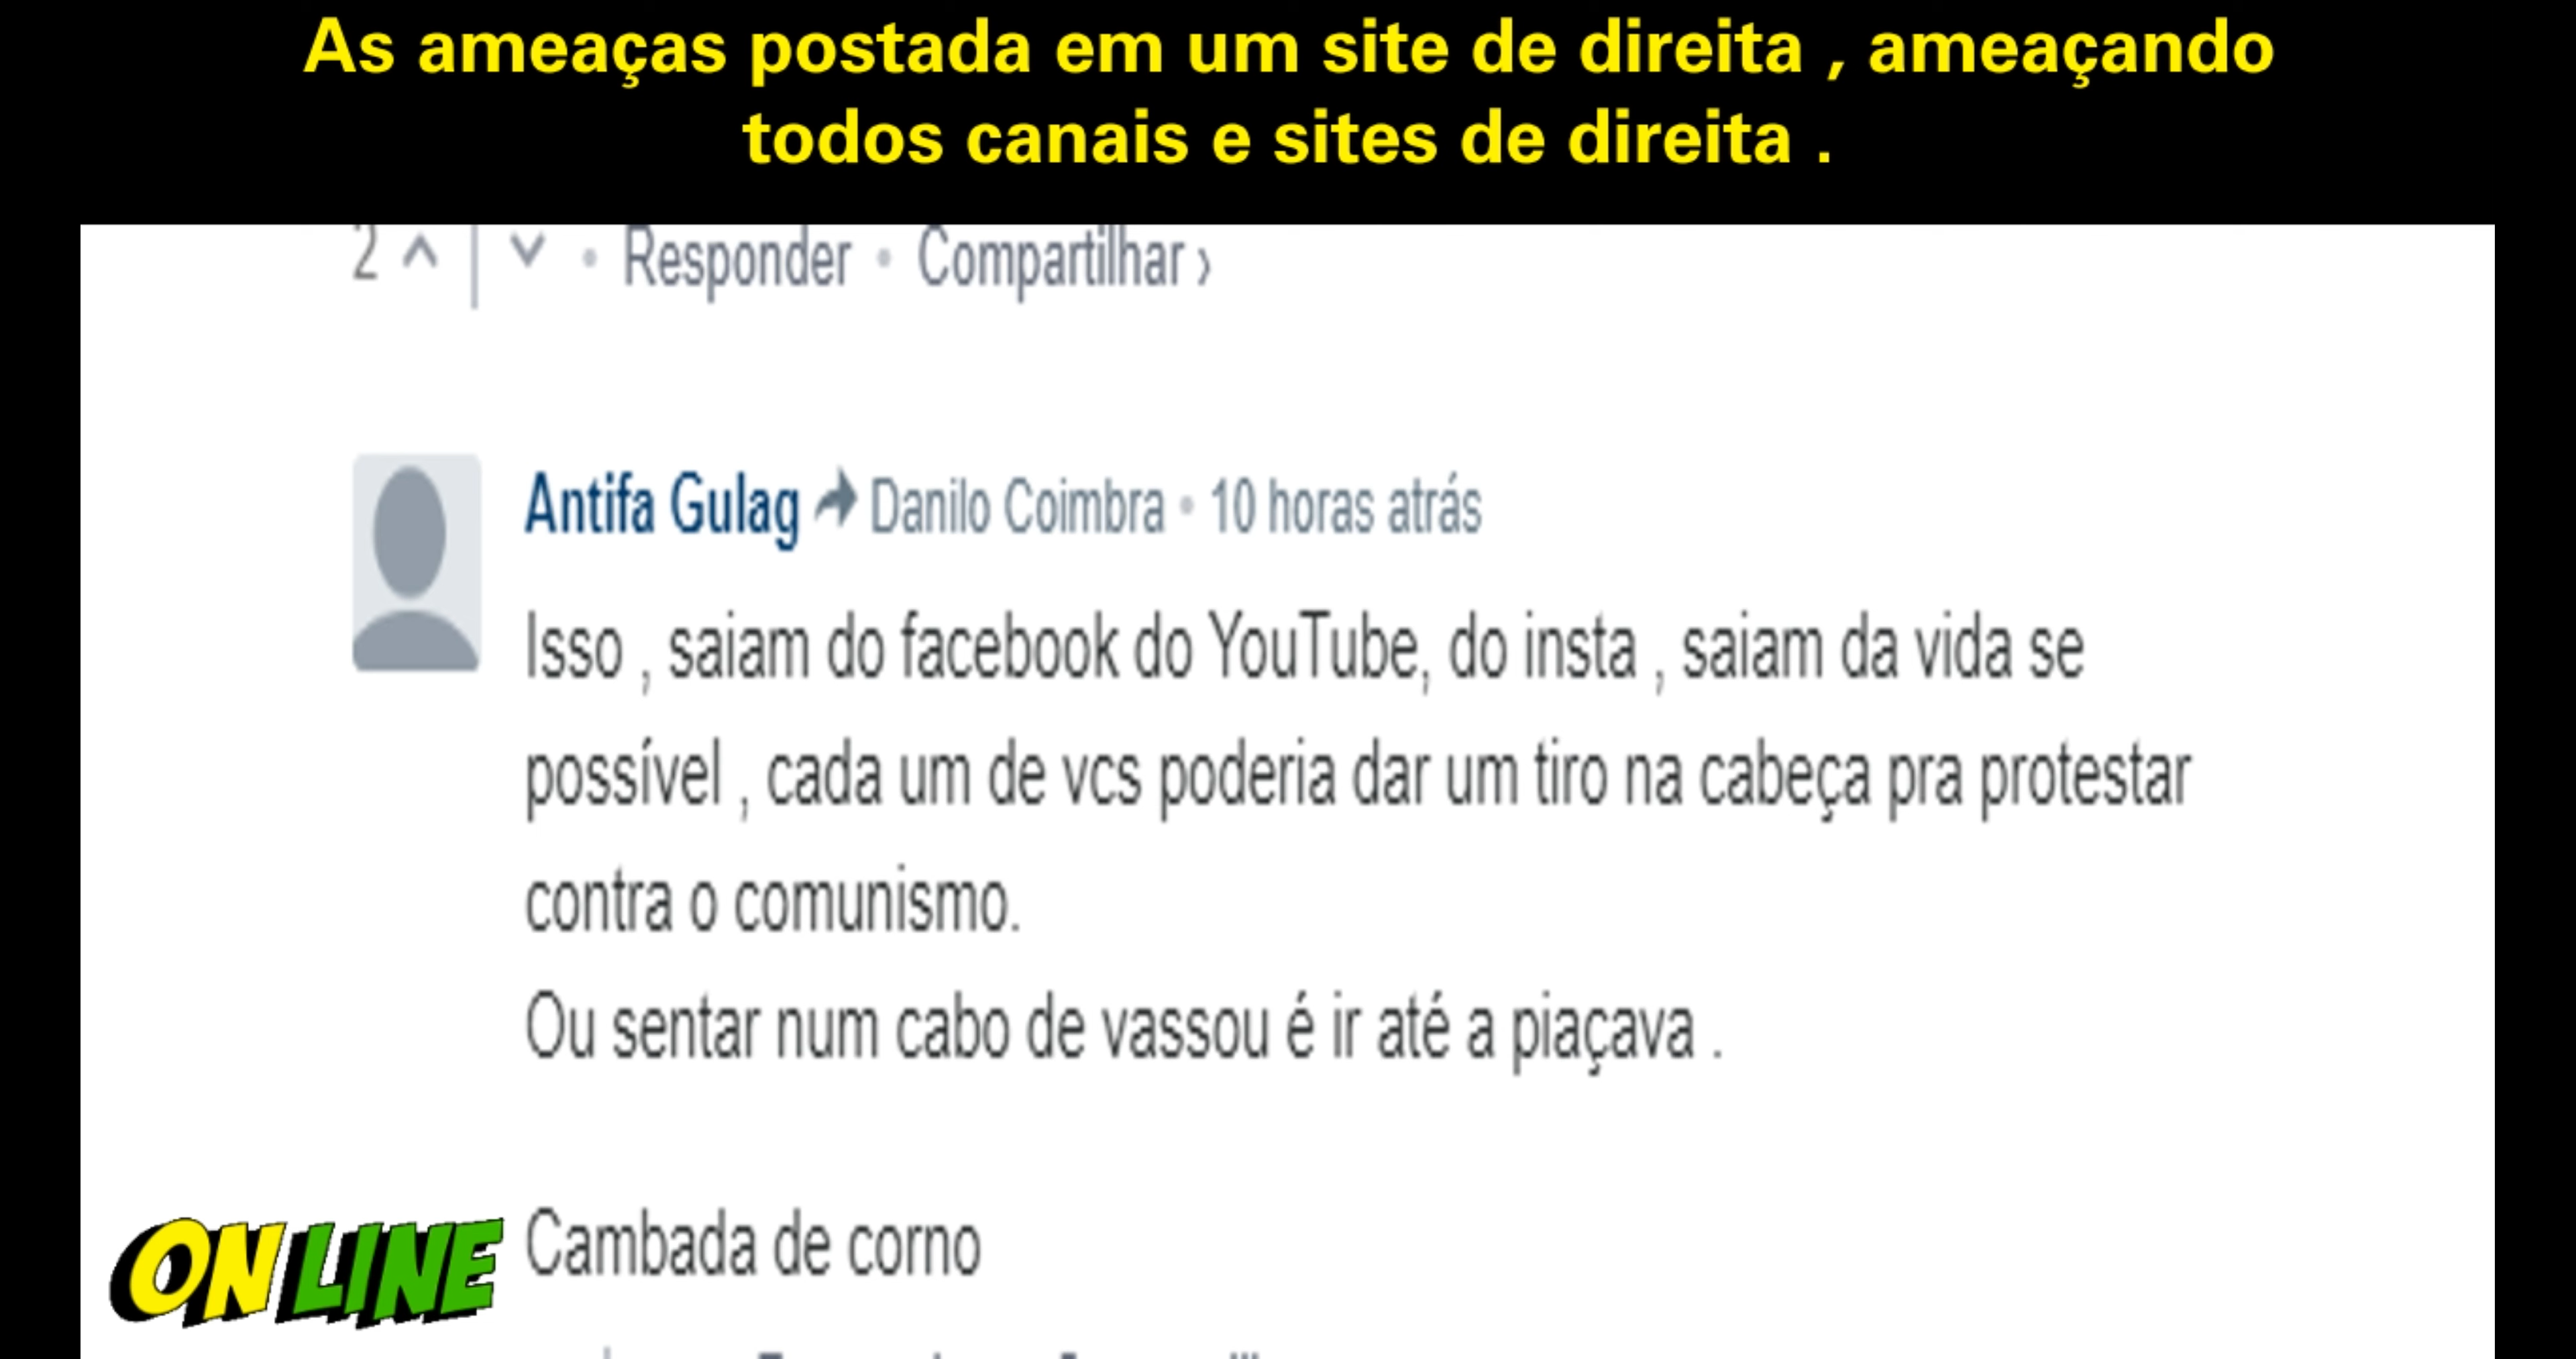 As ameaças postada em um site de direita , ameaçando
todos canais e sites de direita .
2 • Responder • Compartilhar ›
Antifa Gulag Danilo Coimbra • 10 horas atrás
Isso , saiam do facebook do YouTube, do insta , saiam da vida se
possível , cada um de vcs poderia dar um tiro na cabeça pra protestar
contra o comunismo.
Ou sentar num cabo de vassou é ir até a piaçava .
Cambada de corno
ONLINE